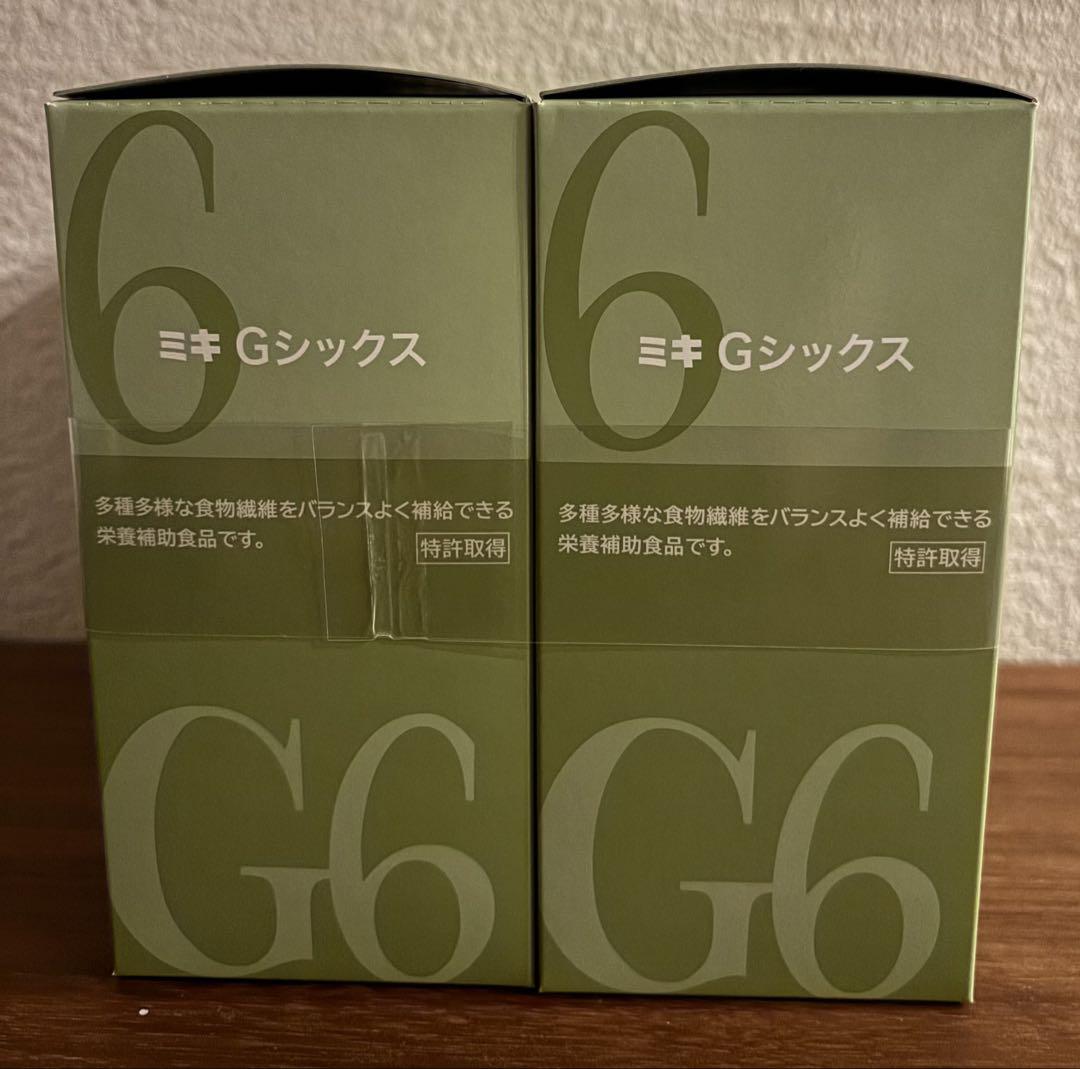 6
ミキ Gシックス
多種多様な食物繊維をバランスよく補給できる
栄養補助食品です。
特許取得
G6
6
ミキ Gシックス
多種多様な食物繊維をバランスよく補給できる
栄養補助食品です。
特許取得
G6